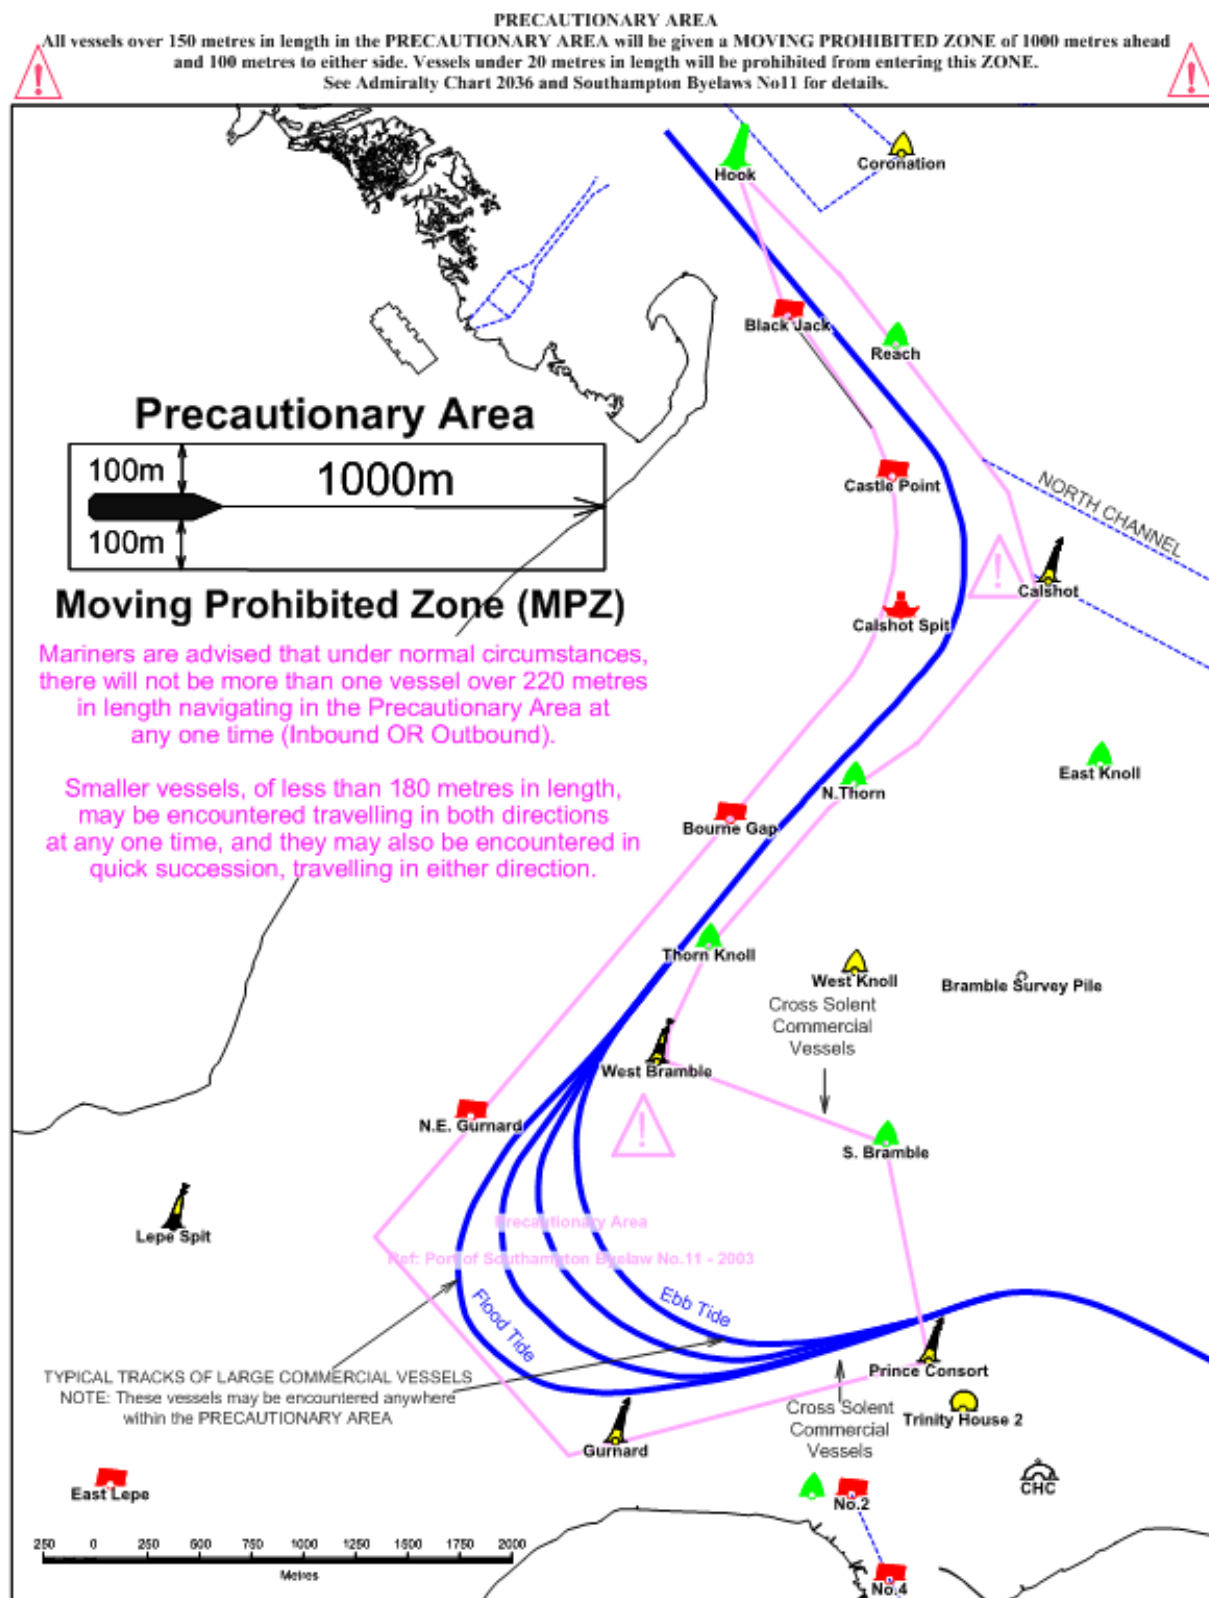 PRECAUTIONARY AREA
All vessels over 150 metres in length in the PRECAUTIONARY AREA will be given a MOVING PROHIBITED ZONE of 1000 metres ahead
and 100 metres to either side. Vessels under 20 metres in length will be prohibited from entering this ZONE.
See Admiralty Chart 2036 and Southampton Byelaws No11 for details.
!
!
Hook
Coronation
Black Jack
Reach
Precautionary Area
100m
1000m
100m
Castle Point
NORTH CHANNEL
!
Calshot
Moving Prohibited Zone (MPZ)
Calshot Spit
Mariners are advised that under normal circumstances,
there will not be more than one vessel over 220 metres
in length navigating in the Precautionary Area at
any one time (Inbound OR Outbound).
East Knoll
N.Thorn
Smaller vessels, of less than 180 metres in length,
may be encountered travelling in both directions
at any one time, and they may also be encountered in
quick succession, travelling in either direction.
Bourne Gap
Thorn Knoll
West Knoll
Bramble Survey Pile
Cross Solent
Commercial
Vessels
West Bramble
N.E. Gurnard
!
S. Bramble
Lepe Spit
Precautionary Area
Ref: Port of Southampton Byelaw No.11 - 2003
Flood Tide
Ebb Tide
Prince Consort
TYPICAL TRACKS OF LARGE COMMERCIAL VESSELS
NOTE: These vessels may be encountered anywhere
within the PRECAUTIONARY AREA
Cross Solent
Commercial
Vessels
Trinity House 2
Gurnard
East Lepe
CHC
No.2
250 0 250 500 750 1000 1250 1500 1750 2000
Metres
No.4